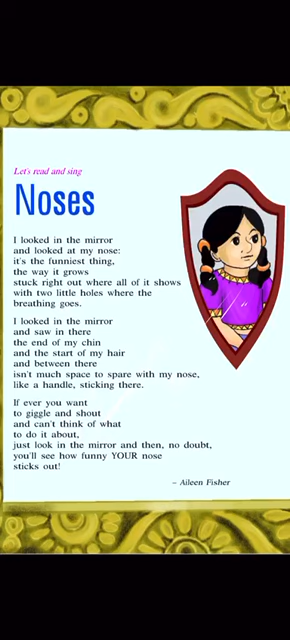 Let's read and sing
Noses
I looked in the mirror
and looked at my nose:
it's the funniest thing,
the way it grows
stuck right out where all of it shows
with two little holes where the
breathing goes.
I looked in the mirror
and saw in there
the end of my chin
and the start of my hair
and between there
isn't much space to spare with my nose,
like a handle, sticking there.
If ever you want
to giggle and shout
and can't think of what
to do it about,
just look in the mirror and then, no doubt,
you'll see how funny YOUR nose
sticks out!
– Aileen Fisher